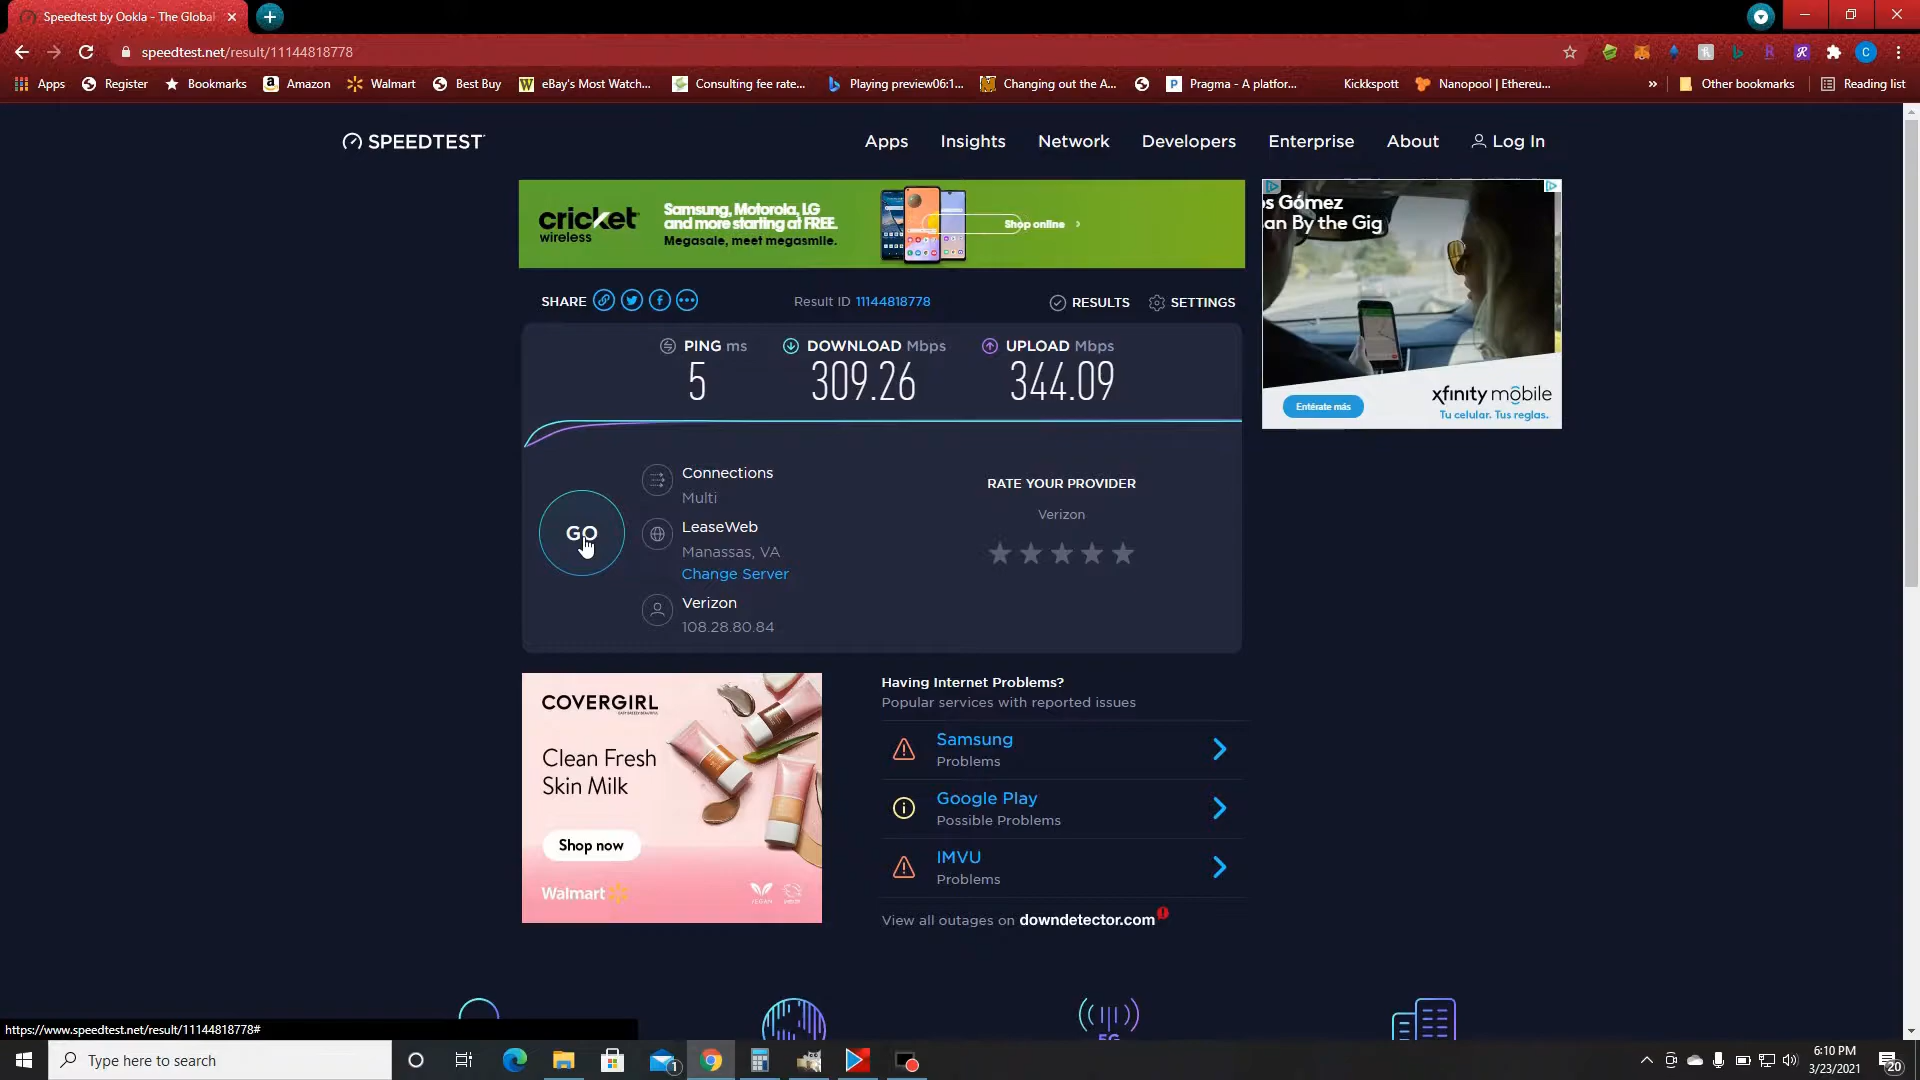 Speedtest by Ookla - The Global
speedtest.net/result/11144818778
C
Apps
Register
Bookmarks
Amazon
Walmart
Best Buy
eBay's Most Watch...
Consulting fee rate...
Playing preview06:1...
Changing out the A...
Pragma - A platfor...
Kickkspott
Nanopool | Ethereu...
»
Other bookmarks
Reading list
SPEEDTEST
Apps
Insights
Network
Developers
Enterprise
About
Log In
cricket
wireless
Samsung, Motorola, LG
and more starting at FREE.
Megasale, meet megasmile.
Shop online
os Gómez
an By the Gig
xfinity mobile
Tu celular. Tus reglas.
Entérate más
SHARE
Result ID 11144818778
RESULTS
SETTINGS
PING ms
5
DOWNLOAD Mbps
309.26
UPLOAD Mbps
344.09
GO
Connections
Multi
LeaseWeb
Manassas, VA
Change Server
Verizon
108.28.80.84
RATE YOUR PROVIDER
Verizon
COVERGIRL
Clean Fresh
Skin Milk
Shop now
Walmart
VEGAN
Having Internet Problems?
Popular services with reported issues
Samsung
Problems
Google Play
Possible Problems
IMVU
Problems
View all outages on downdetector.com
5G
https://www.speedtest.net/result/11144818778#
Type here to search
1
6:10 PM
3/23/2021
20